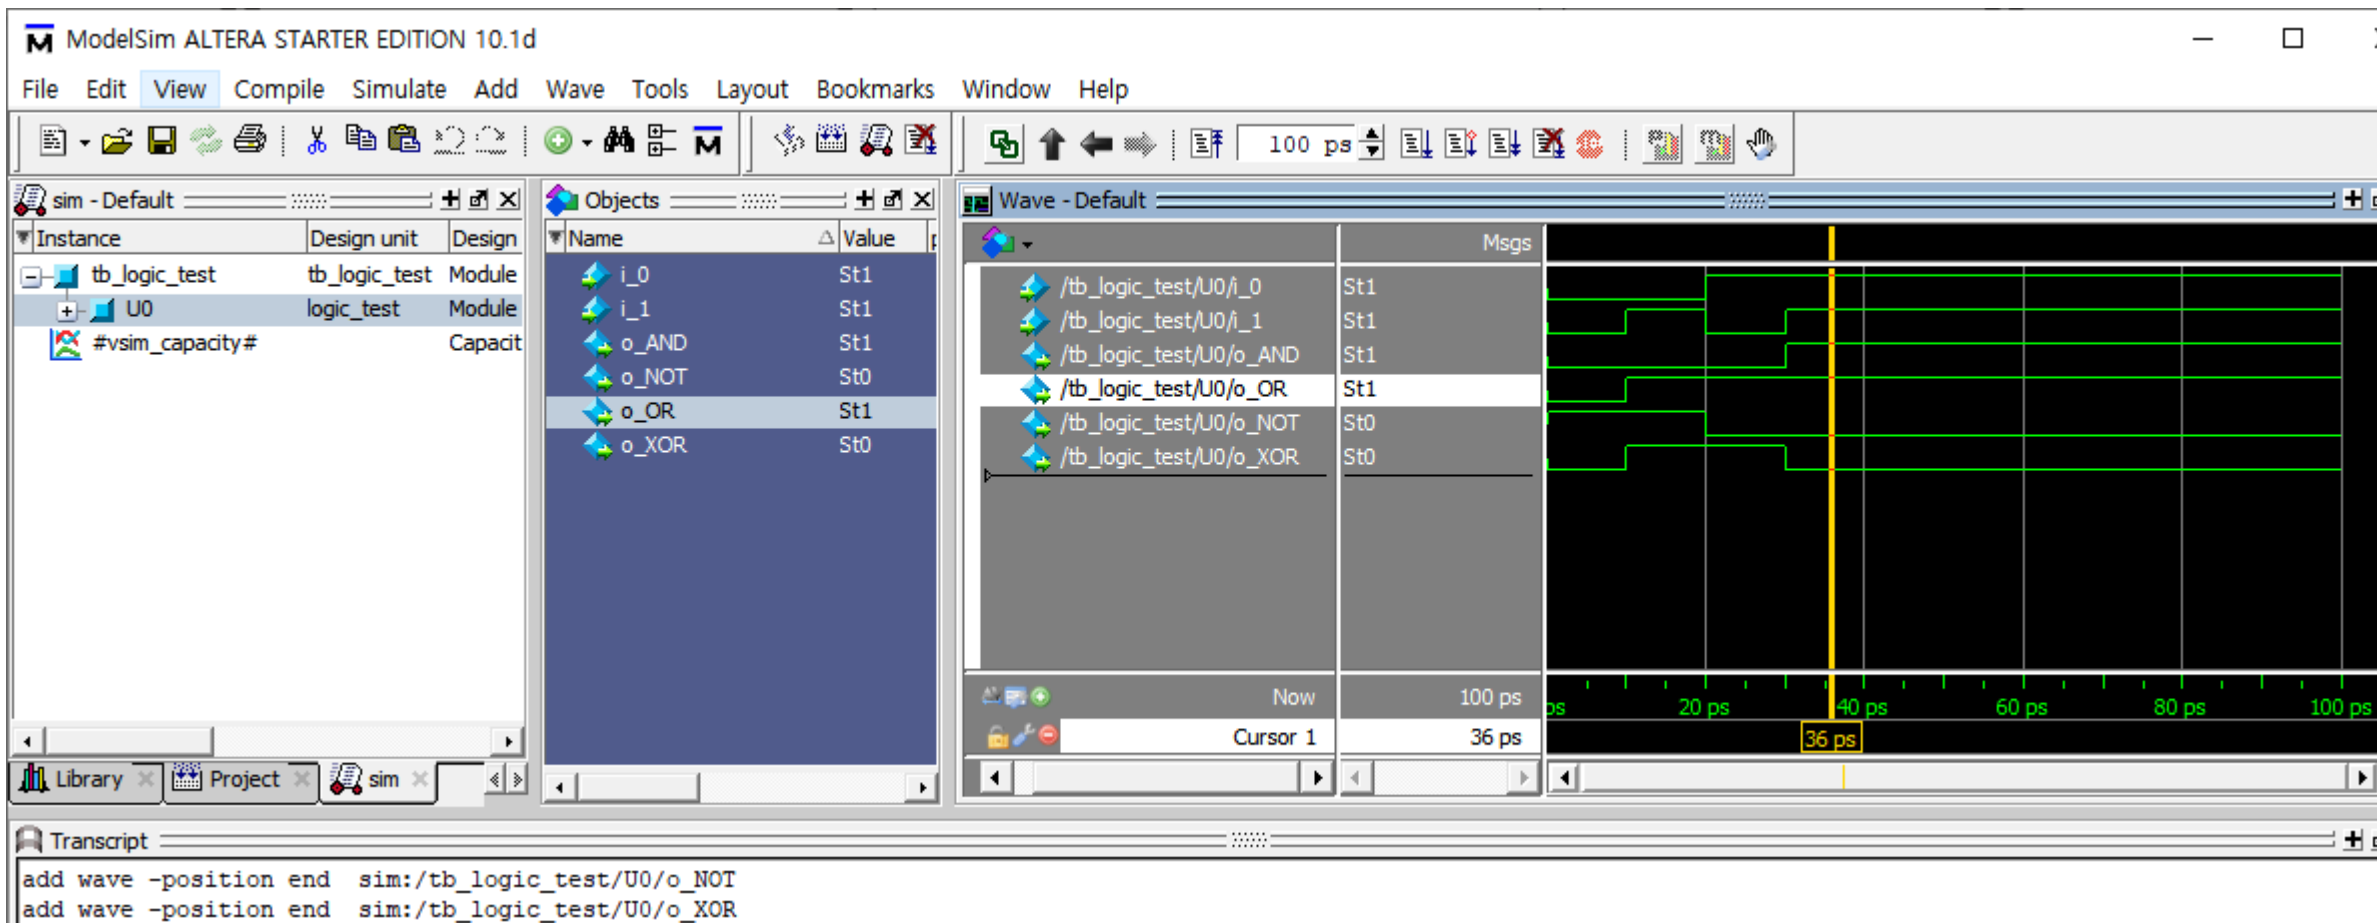 ModelSim ALTERA STARTER EDITION 10.1d
File Edit View Compile Simulate Add Wave Tools Layout Bookmarks Window Help
100 ps
sim - Default
Instance Design unit Design
tb_logic_test tb_logic_test Module
U0 logic_test Module
#vsim_capacity# Capacit
Library Project sim
Objects
Name Value
i_0 St1
i_1 St1
o_AND St1
o_NOT St0
o_OR St1
o_XOR St0
Wave - Default
Msgs
/tb_logic_test/U0/i_0 St1
/tb_logic_test/U0/i_1 St1
/tb_logic_test/U0/o_AND St1
/tb_logic_test/U0/o_OR St1
/tb_logic_test/U0/o_NOT St0
/tb_logic_test/U0/o_XOR St0
Now 100 ps
ps 20 ps 40 ps 60 ps 80 ps 100 ps
Cursor 1 36 ps
36 ps
Transcript
add wave -position end sim:/tb_logic_test/U0/o_NOT
add wave -position end sim:/tb_logic_test/U0/o_XOR